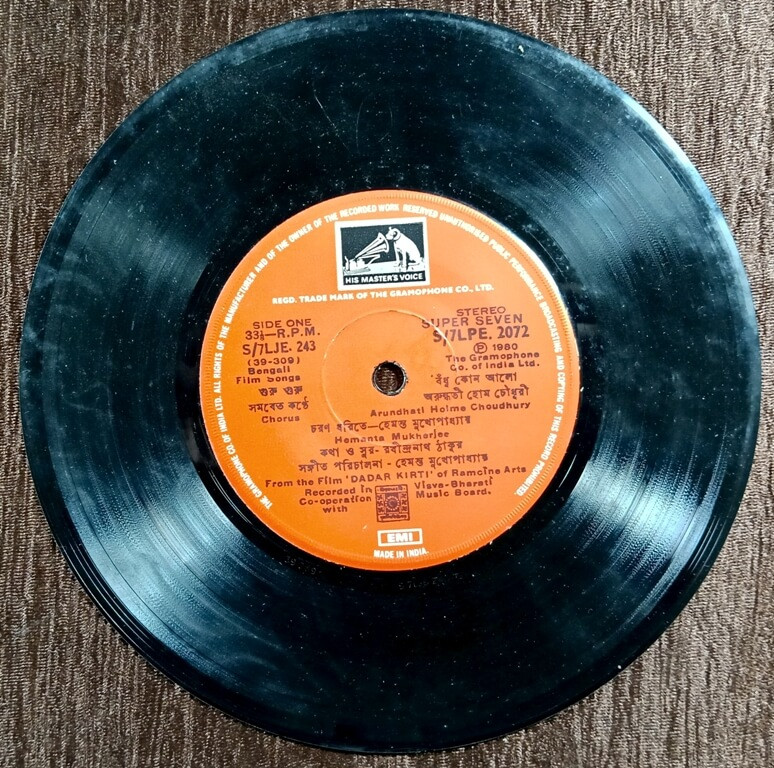 THE GRAMOPHONE CO. OF INDIA LTD. ALL RIGHTS OF THE MANUFACTURER AND OF THE OWNER OF THE RECORDED WORK RESERVED UNAUTHORISED PUBLIC PERFORMANCE BROADCASTING AND COPYING OF THIS RECORD PROHIBITED.
HIS MASTER'S VOICE
REGD. TRADE MARK OF THE GRAMOPHONE CO., LTD.
SIDE ONE
33⅓—R.P.M.
S/7LJE. 243
(39-309)
Bengali
Film Songs
গুরু গুরু
সমবেত কণ্ঠে
Chorus
STEREO
SUPER SEVEN
S/7LPE. 2072
Ⓟ 1980
The Gramophone
Co. of India Ltd.
বঁধু কোন আলো
অরুন্ধতী হোম চৌধুরী
Arundhati Holme Choudhury
চরণ ধরিতে—হেমন্ত মুখোপাধ্যায়
Hemanta Mukherjee
কথা ও সুর - রবীন্দ্রনাথ ঠাকুর
সঙ্গীত পরিচালনা - হেমন্ত মুখোপাধ্যায়
From the Film 'DADAR KIRTI' of Ramcine Arts
Recorded in Visva-Bharati
Co-operation Music Board.
with
EMI
MADE IN INDIA.